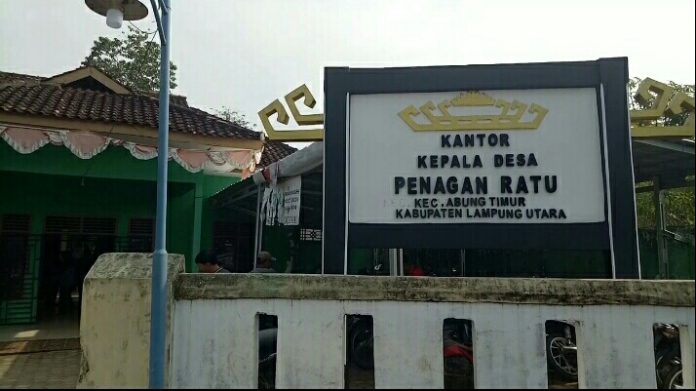 KANTOR
KEPALA DESA
PENAGAN RATU
KEC.ABUNG TIMUR
KABUPATEN LAMPUNG UTARA